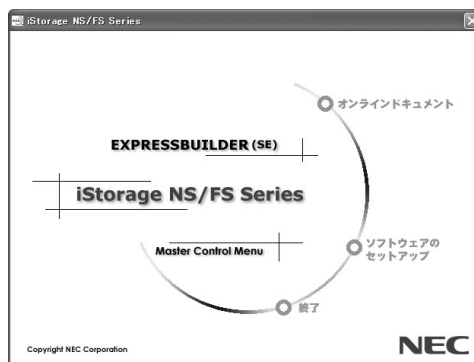 iStorage NS/FS Series
オンラインドキュメント
EXPRESSBUILDER (SE)
iStorage NS/FS Series
ソフトウェアの
セットアップ
Master Control Menu
終了
Copyright NEC Corporation
NEC